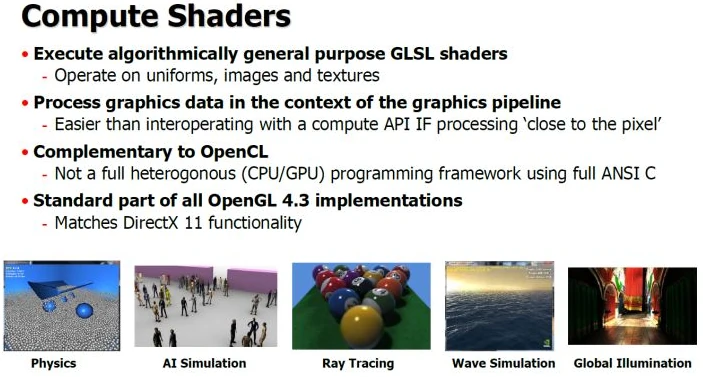 Compute Shaders
• Execute algorithmically general purpose GLSL shaders
- Operate on uniforms, images and textures
• Process graphics data in the context of the graphics pipeline
- Easier than interoperating with a compute API IF processing ‘close to the pixel’
• Complementary to OpenCL
- Not a full heterogonous (CPU/GPU) programming framework using full ANSI C
• Standard part of all OpenGL 4.3 implementations
- Matches DirectX 11 functionality
Physics
AI Simulation
Ray Tracing
Wave Simulation
Global Illumination